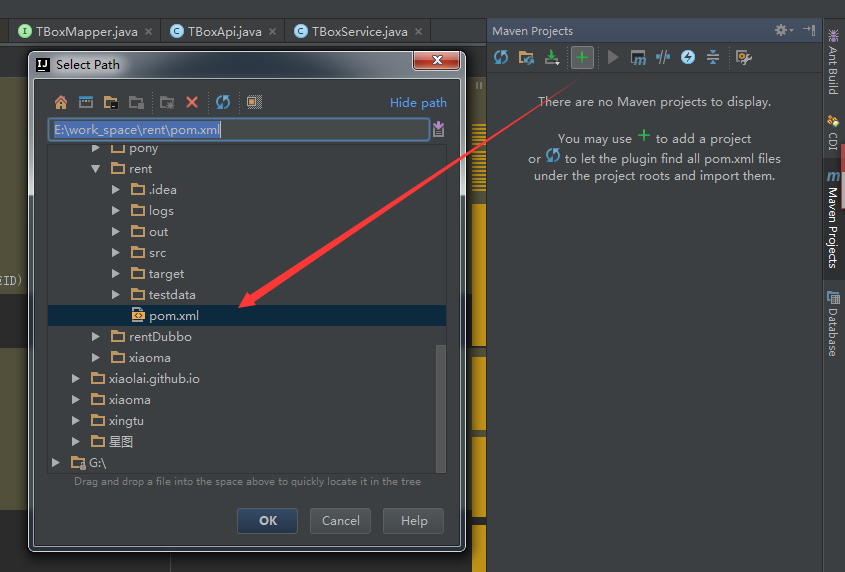 TBoxMapper.java
TBoxApi.java
TBoxService.java
Maven Projects
Select Path
Hide path
E:\work_space\rent\pom.xml
pony
rent
.idea
logs
out
src
target
testdata
pom.xml
rentDubbo
xiaoma
xiaolai.github.io
xiaoma
xingtu
星图
G:\
Drag and drop a file into the space above to quickly locate it in the tree
OK
Cancel
Help
There are no Maven projects to display.
You may use + to add a project
or to let the plugin find all pom.xml files
under the project roots and import them.
Ant Build
CDI
Maven Projects
Database
EID)